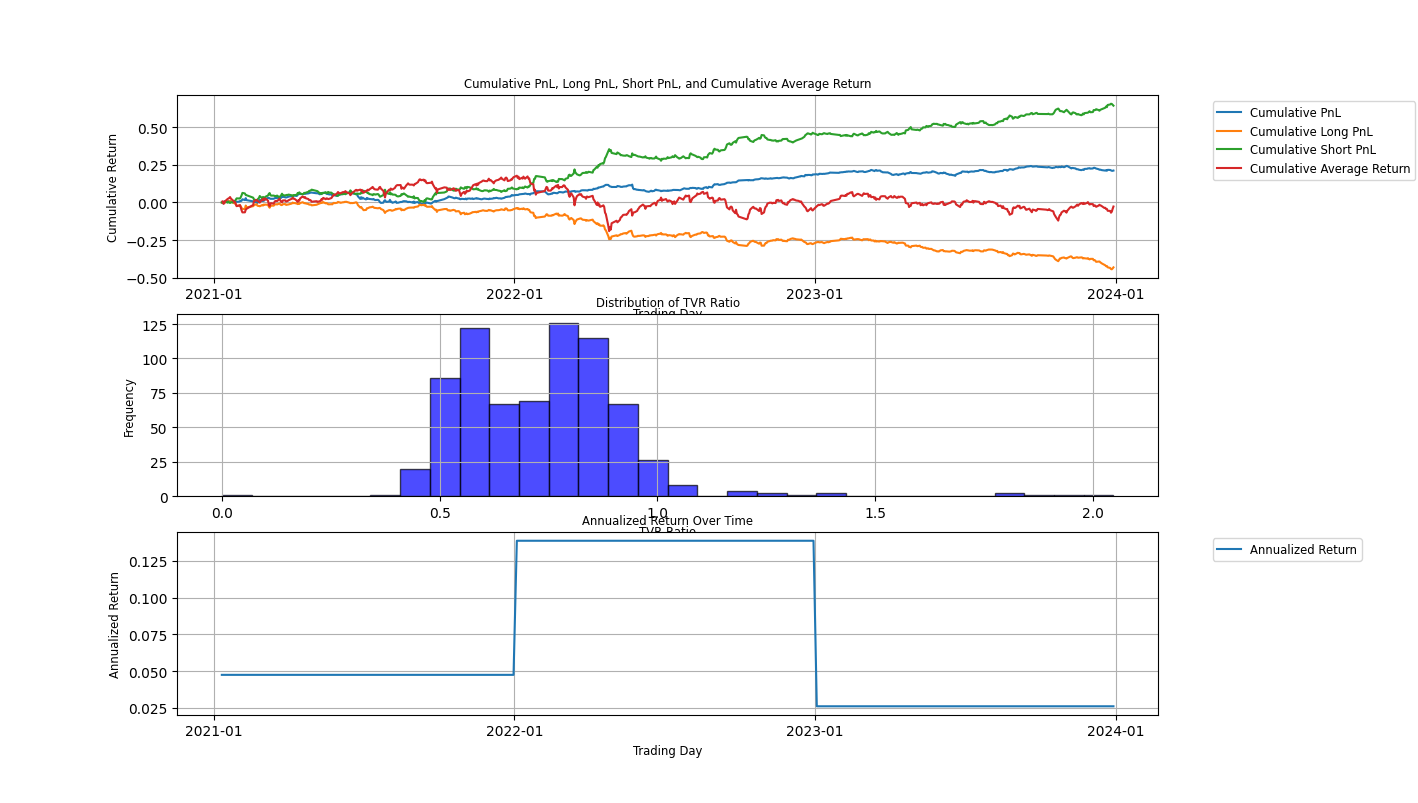 Cumulative PnL, Long PnL, Short PnL, and Cumulative Average Return
Cumulative Return
0.50
0.25
0.00
−0.25
−0.50
2021-01
2022-01
2023-01
2024-01
Trading Day
Cumulative PnL
Cumulative Long PnL
Cumulative Short PnL
Cumulative Average Return
Distribution of TVR Ratio
Frequency
125
100
75
50
25
0
0.0
0.5
1.0
1.5
2.0
TVR Ratio
Annualized Return Over Time
Annualized Return
0.125
0.100
0.075
0.050
0.025
2021-01
2022-01
2023-01
2024-01
Trading Day
Annualized Return